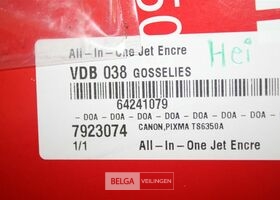 50
All-In-One Jet Encre
Hei
VDB 038 GOSSELIES
64241079
- DOA - DOA - DOA - DOA - DOA - DOA - DOA -
7923074 CANON,PIXMA TS6350A
1/1 All-In-One Jet Encre
BELGA VEILINGEN